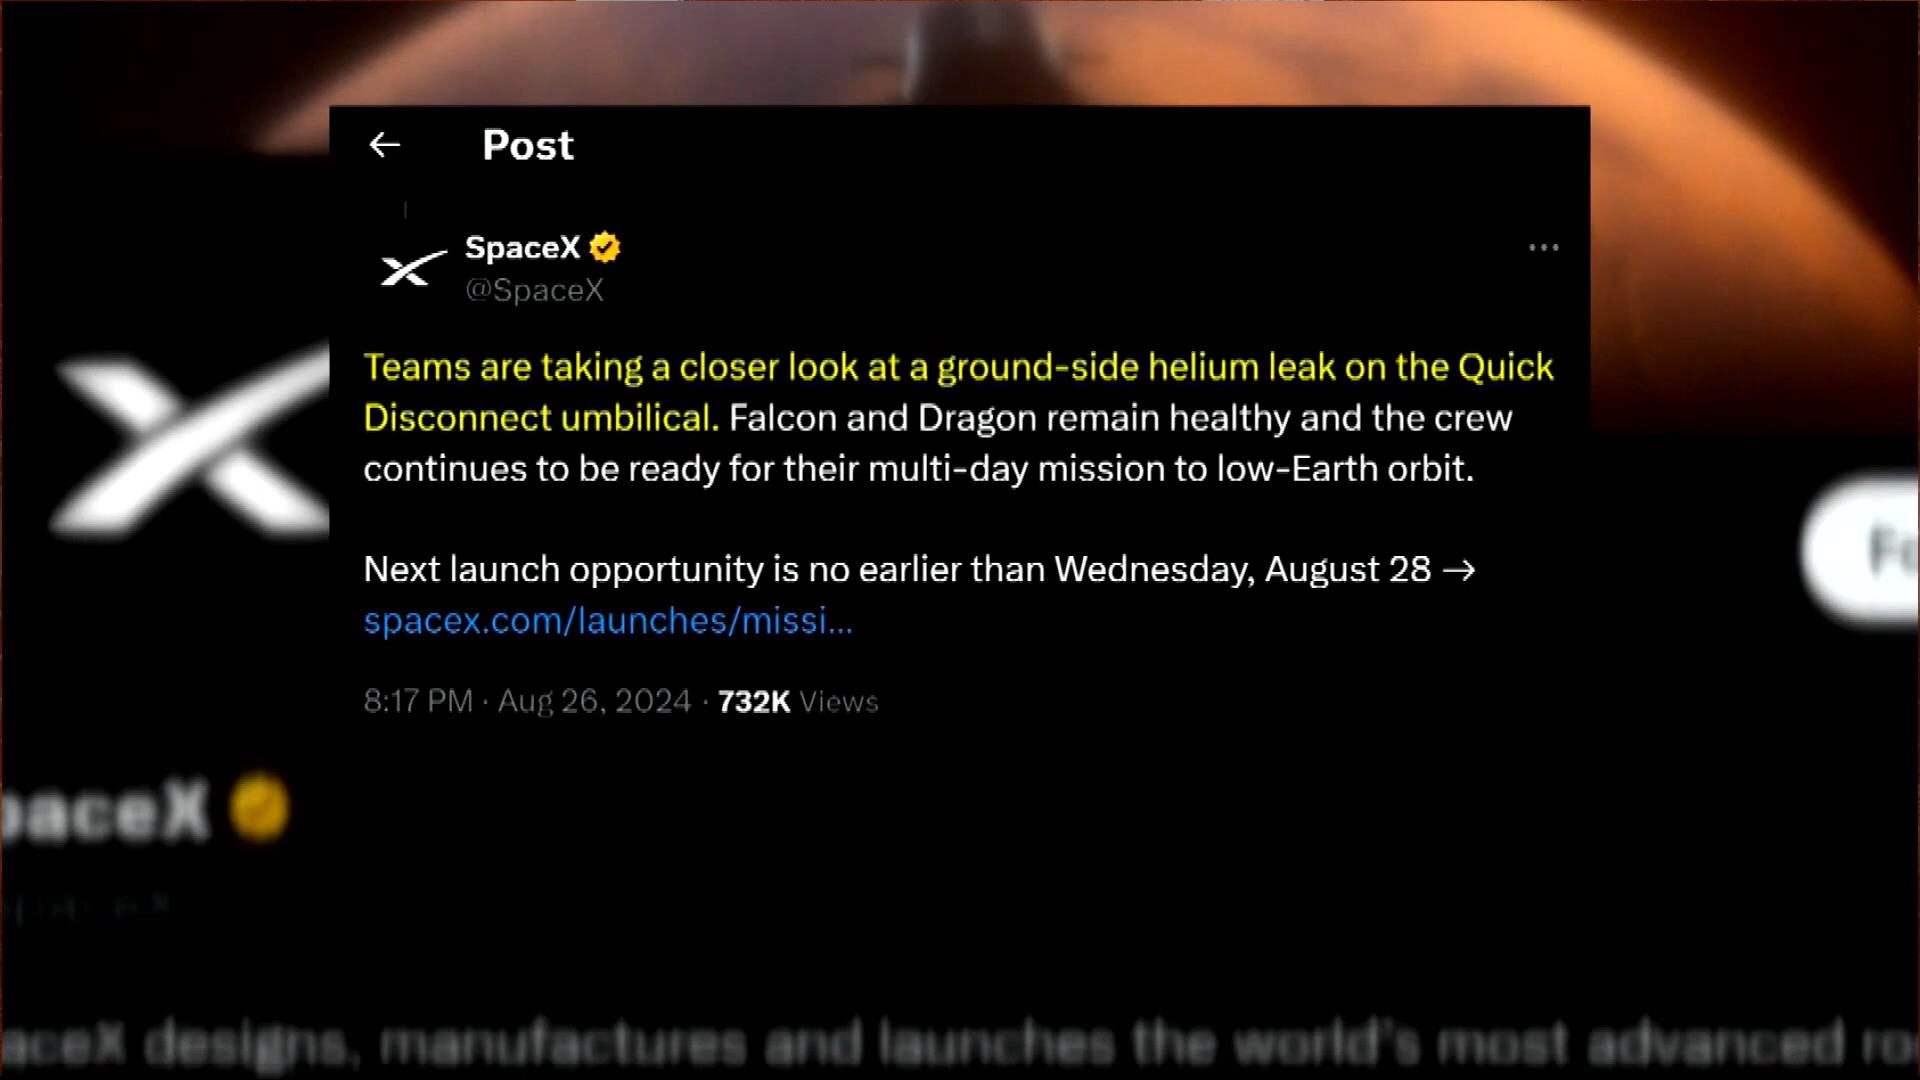 Post
SpaceX
@SpaceX
Teams are taking a closer look at a ground-side helium leak on the Quick
Disconnect umbilical. Falcon and Dragon remain healthy and the crew
continues to be ready for their multi-day mission to low-Earth orbit.
Next launch opportunity is no earlier than Wednesday, August 28 →
spacex.com/launches/missi...
8:17 PM · Aug 26, 2024 · 732K Views
paceX
aceX designs, manufactures and launches the world's most advanced ro